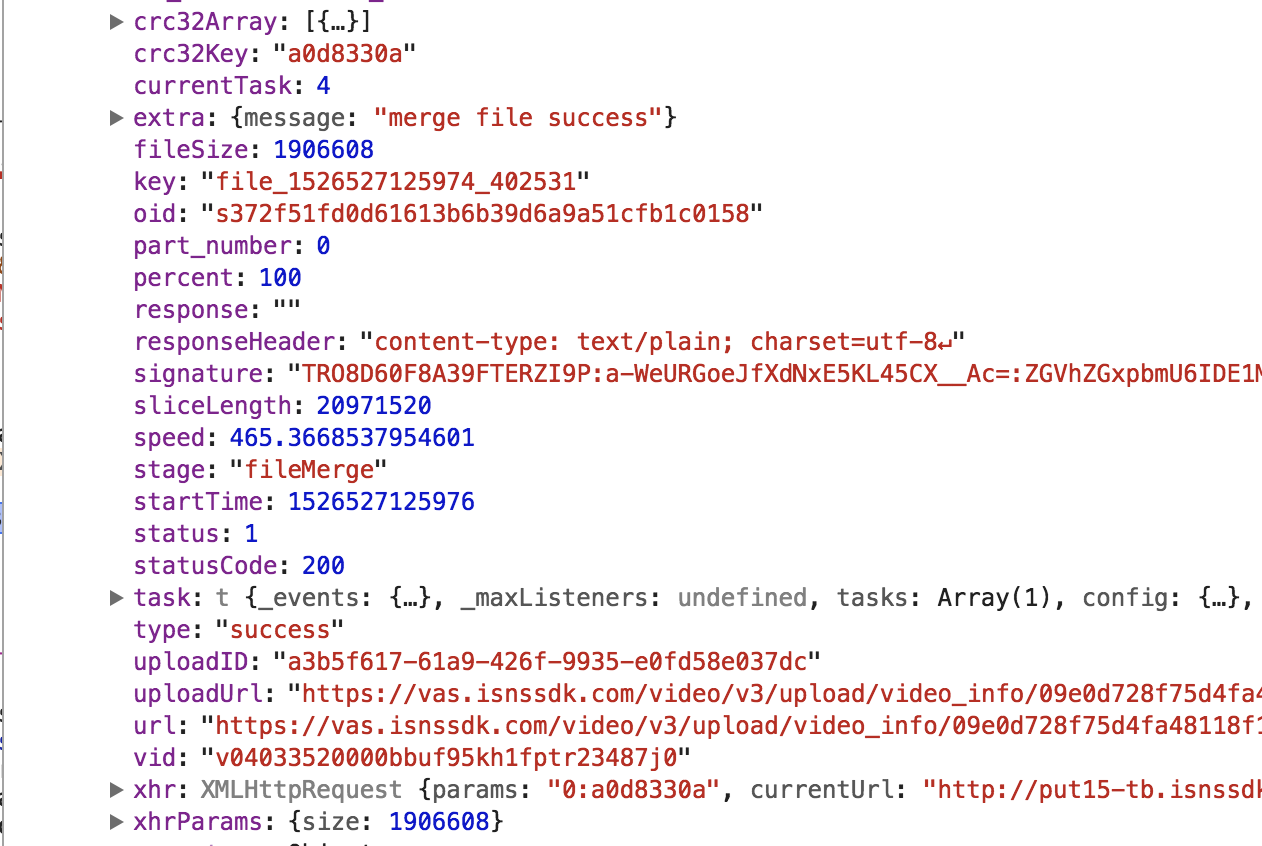 crc32Array: [{…}]
crc32Key: "a0d8330a"
currentTask: 4
extra: {message: "merge file success"}
fileSize: 1906608
key: "file_1526527125974_402531"
oid: "s372f51fd0d61613b6b39d6a9a51cfb1c0158"
part_number: 0
percent: 100
response: ""
responseHeader: "content-type: text/plain; charset=utf-8↵"
signature: "TRO8D60F8A39FTERZI9P:a-WeURGoeJfXdNxE5KL45CX__Ac=:ZGVhZGxpbmU6IDE1N
sliceLength: 20971520
speed: 465.3668537954601
stage: "fileMerge"
startTime: 1526527125976
status: 1
statusCode: 200
task: t {_events: {…}, _maxListeners: undefined, tasks: Array(1), config: {…},
type: "success"
uploadID: "a3b5f617-61a9-426f-9935-e0fd58e037dc"
uploadUrl: "https://vas.isnssdk.com/video/v3/upload/video_info/09e0d728f75d4fa4
url: "https://vas.isnssdk.com/video/v3/upload/video_info/09e0d728f75d4fa48118f1
vid: "v04033520000bbuf95kh1fptr23487j0"
xhr: XMLHttpRequest {params: "0:a0d8330a", currentUrl: "http://put15-tb.isnssdk
xhrParams: {size: 1906608}